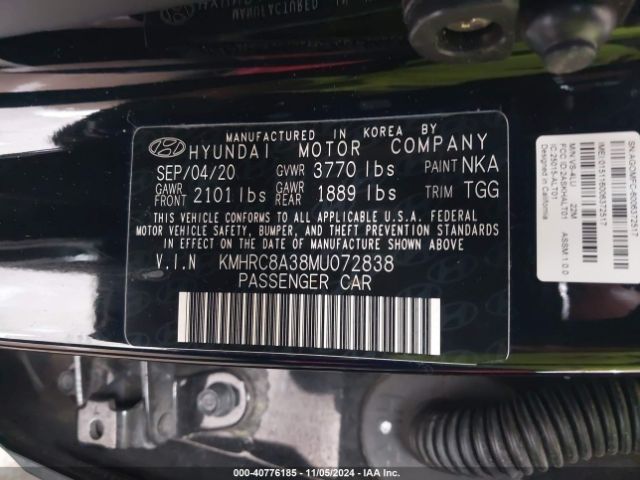 MANUFACTURED IN KOREA BY
HYUNDAI MOTOR COMPANY
SEP/04/20 GVWR 3770 lbs PAINT NKA
GAWR FRONT 2101 lbs GAWR REAR 1889 lbs TRIM TGG
THIS VEHICLE CONFORMS TO ALL APPLICABLE U.S.A. FEDERAL
MOTOR VEHICLE SAFETY, BUMPER, AND THEFT PREVENTION STANDARDS
IN EFFECT ON THE DATE OF MANUFACTURE SHOWN ABOVE.
V.I.N KMHRC8A38MU072838
PASSENGER CAR
Designed in California
000-40776185 - 11/05/2024 - IAA Inc.